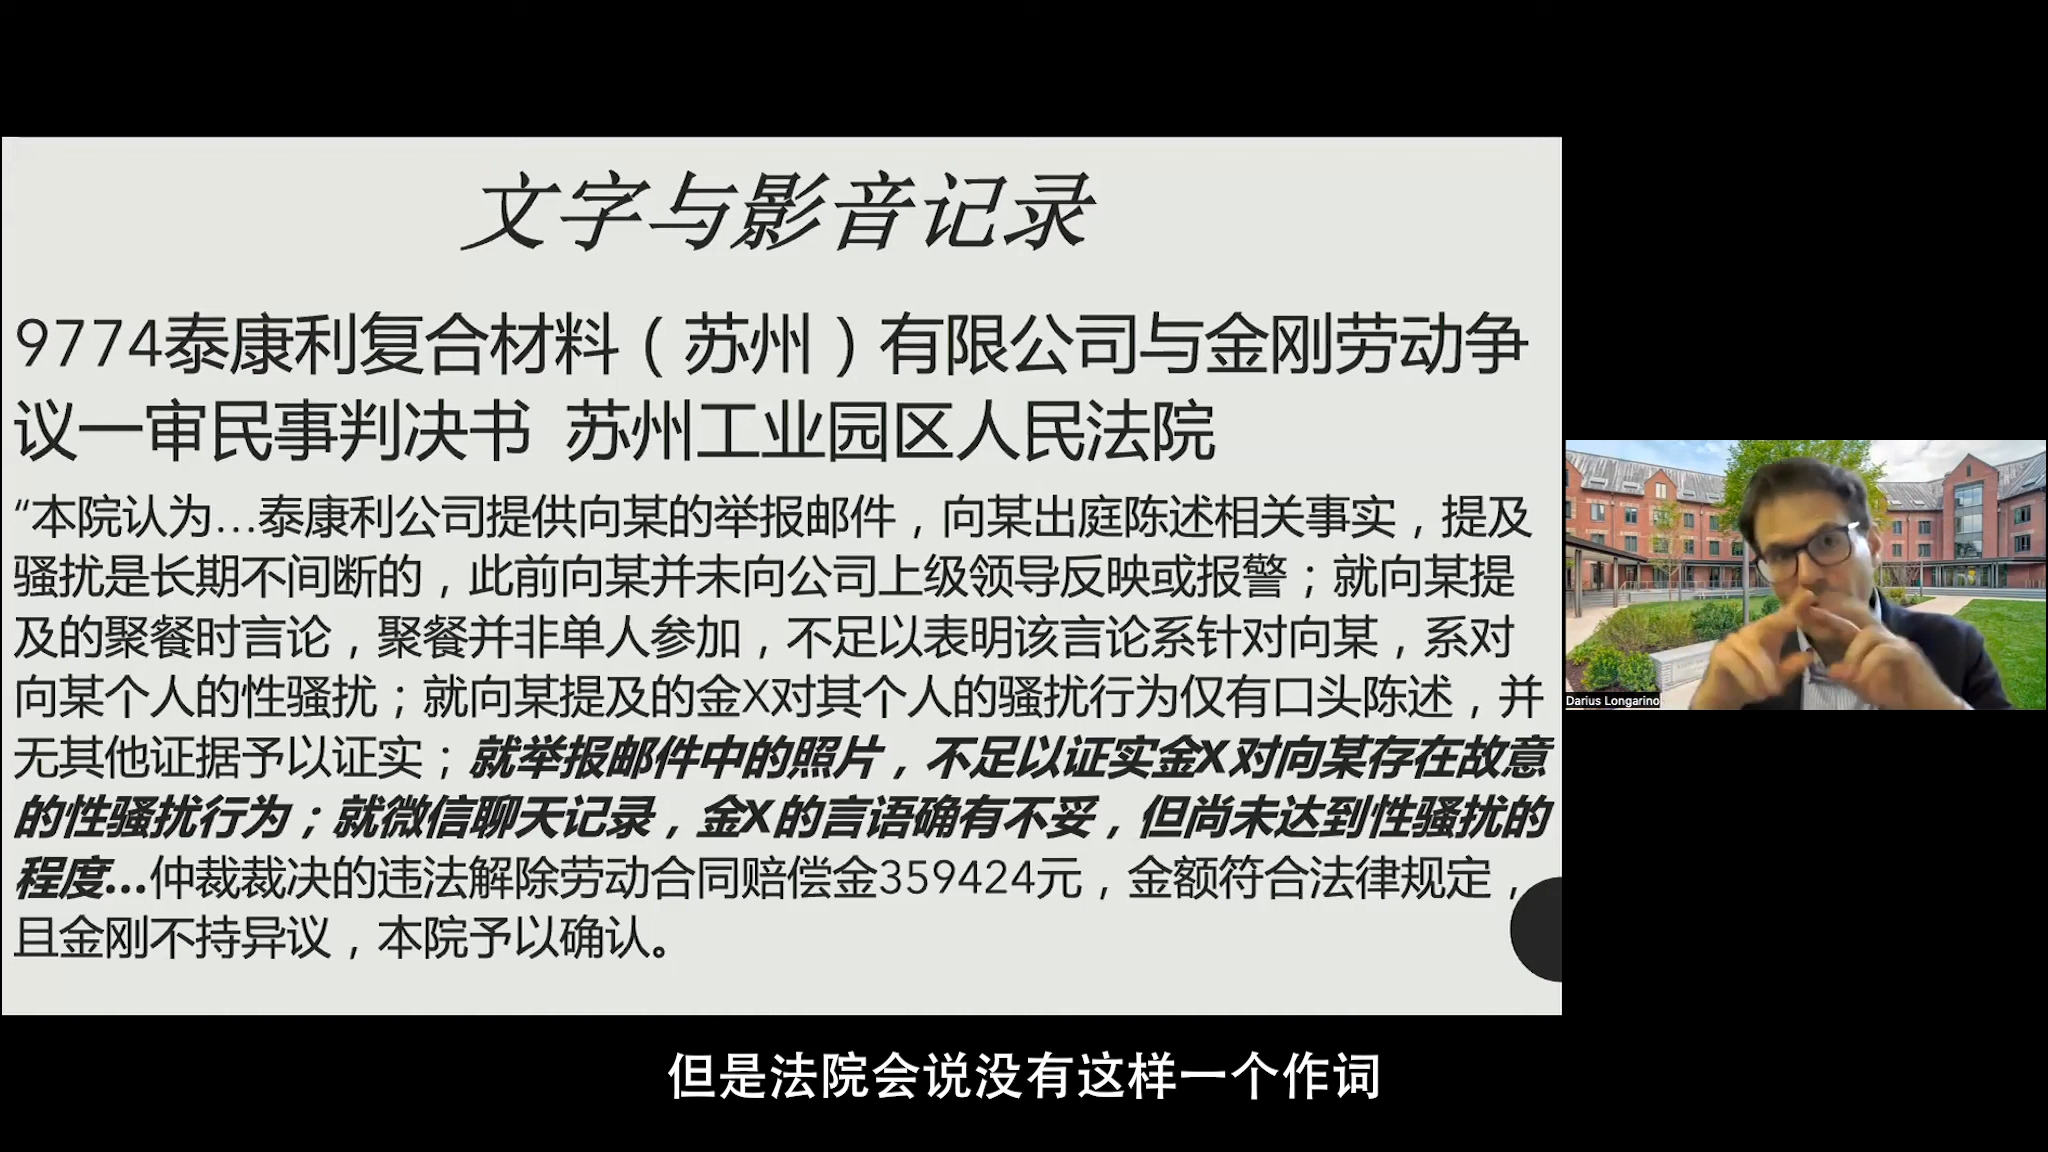 文字与影音记录
9774泰康利复合材料（苏州）有限公司与金刚劳动争
议一审民事判决书 苏州工业园区人民法院
“本院认为…泰康利公司提供向某的举报邮件，向某出庭陈述相关事实，提及
骚扰是长期不间断的，此前向某并未向公司上级领导反映或报警；就向某提
及的聚餐时言论，聚餐并非单人参加，不足以表明该言论系针对向某，系对
向某个人的性骚扰；就向某提及的金X对其个人的骚扰行为仅有口头陈述，并
无其他证据予以证实；就举报邮件中的照片，不足以证实金X对向某存在故意
的性骚扰行为；就微信聊天记录，金X的言语确有不妥，但尚未达到性骚扰的
程度…仲裁裁决的违法解除劳动合同赔偿金359424元，金额符合法律规定，
且金刚不持异议，本院予以确认。
Darius Longarino
但是法院会说没有这样一个作词